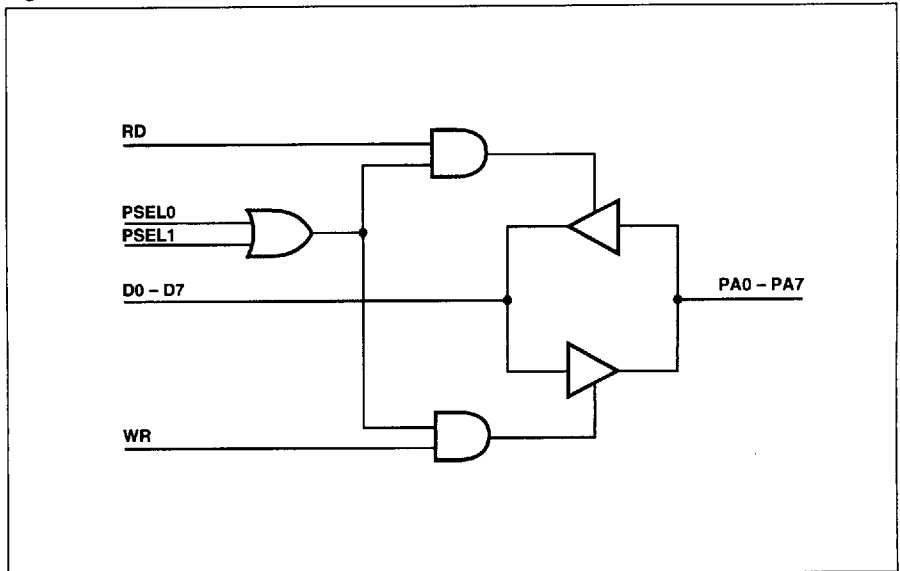 RD
PSEL0
PSEL1
D0 – D7
PA0 – PA7
WR